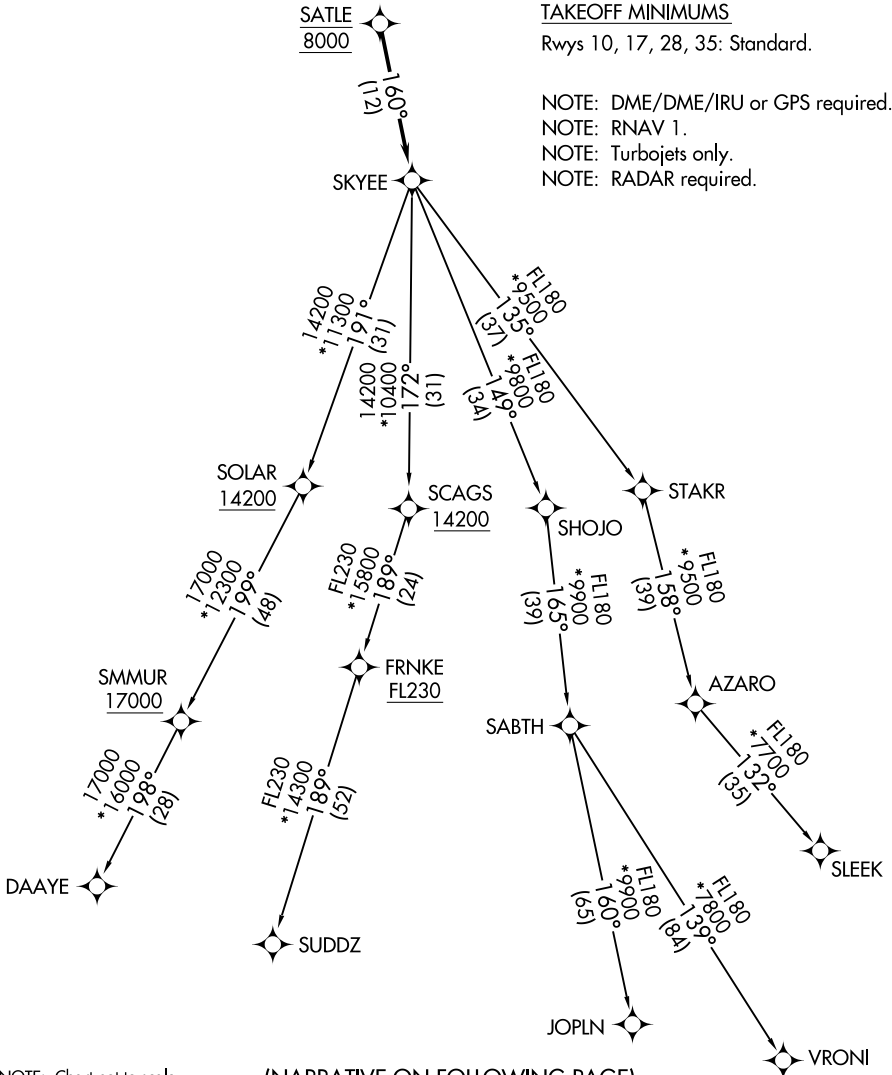 SATLE
8000
TAKEOFF MINIMUMS
Rwys 10, 17, 28, 35: Standard.
NOTE: DME/DME/IRU or GPS required.
NOTE: RNAV 1.
NOTE: Turbojets only.
NOTE: RADAR required.
160°
(12)
SKYEE
14200
*11300
191°
(31)
14200
*10400
172°
(31)
FL180
*9800
149°
(34)
FL180
*9500
135°
(37)
SOLAR
14200
SCAGS
14200
SHOJO
STAKR
17000
*12300
199°
(48)
FL230
*15800
189°
(24)
FL180
*9900
165°
(39)
FL180
*9500
158°
(39)
SMMUR
17000
FRNKE
FL230
SABTH
AZARO
17000
*16000
198°
(28)
FL230
*14300
189°
(52)
FL180
*9900
160°
(65)
FL180
*7800
139°
(84)
FL180
*7700
132°
(35)
DAAYE
SUDDZ
SLEEK
JOPLN
VRONI
NOTE: Chart not to scale.
(NARRATIVE ON FOLLOWING PAGE)